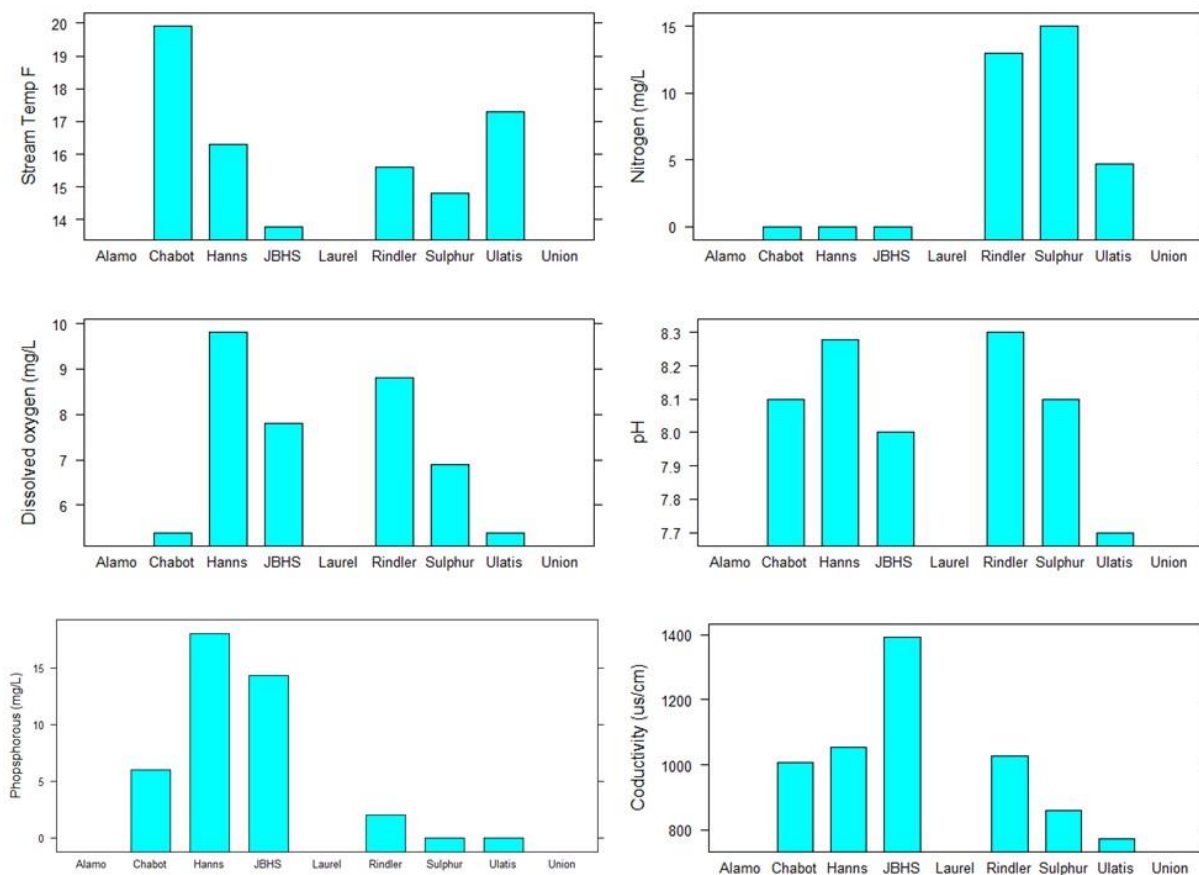 Stream Temp F
20
19
18
17
16
15
14
Alamo Chabot Hanns JBHS Laurel Rindler Sulphur Ulatis Union
Nitrogen (mg/L)
15
10
5
0
Alamo Chabot Hanns JBHS Laurel Rindler Sulphur Ulatis Union
Dissolved oxygen (mg/L
10
9
8
7
6
Alamo Chabot Hanns JBHS Laurel Rindler Sulphur Ulatis Union
pH
8.3
8.2
8.1
8.0
7.9
7.8
7.7
Alamo Chabot Hanns JBHS Laurel Rindler Sulphur Ulatis Union
Phopsphorous (mg/L)
15
10
5
0
Alamo Chabot Hanns JBHS Laurel Rindler Sulphur Ulatis Union
Coductivity (us/cm)
1400
1200
1000
800
Alamo Chabot Hanns JBHS Laurel Rindler Sulphur Ulatis Union